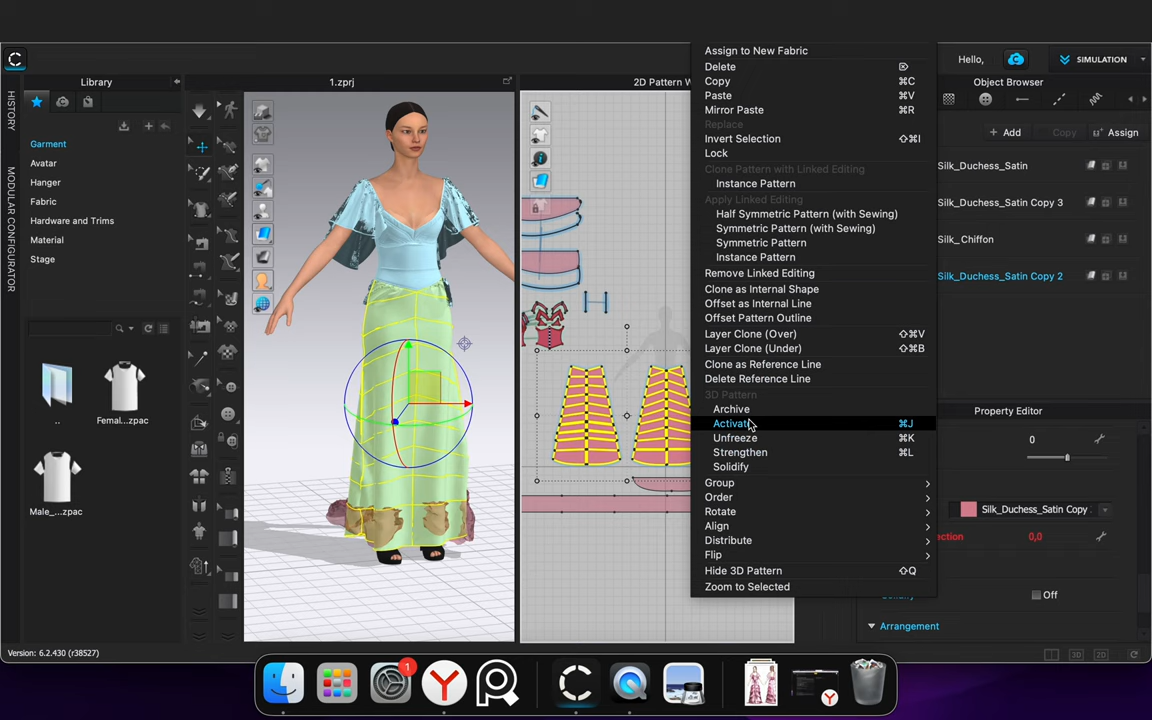 Hello,
SIMULATION
Library
1.zprj
2D Pattern W
Object Browser
HISTORY
MODULAR CONFIGURATOR
Garment
Avatar
Hanger
Fabric
Hardware and Trims
Material
Stage
..
Femal...zpac
Male_...zpac
Version: 6.2.430 (r38527)
Assign to New Fabric
Delete ⌦
Copy ⌘C
Paste ⌘V
Mirror Paste ⌘R
Replace
Invert Selection ⇧⌘I
Lock
Clone Pattern with Linked Editing
Instance Pattern
Apply Linked Editing
Half Symmetric Pattern (with Sewing)
Symmetric Pattern (with Sewing)
Symmetric Pattern
Instance Pattern
Remove Linked Editing
Clone as Internal Shape
Offset as Internal Line
Offset Pattern Outline
Layer Clone (Over) ⇧⌘V
Layer Clone (Under) ⇧⌘B
Clone as Reference Line
Delete Reference Line
3D Pattern
Archive
Activate ⌘J
Unfreeze ⌘K
Strengthen ⌘L
Solidify
Group
Order
Rotate
Align
Distribute
Flip
Hide 3D Pattern ⇧Q
Zoom to Selected
Add Copy Assign
Silk_Duchess_Satin
Silk_Duchess_Satin Copy 3
Silk_Chiffon
Silk_Duchess_Satin Copy 2
Property Editor
0
Silk_Duchess_Satin Copy
ection 0,0
Off
Arrangement
3D 2D
1